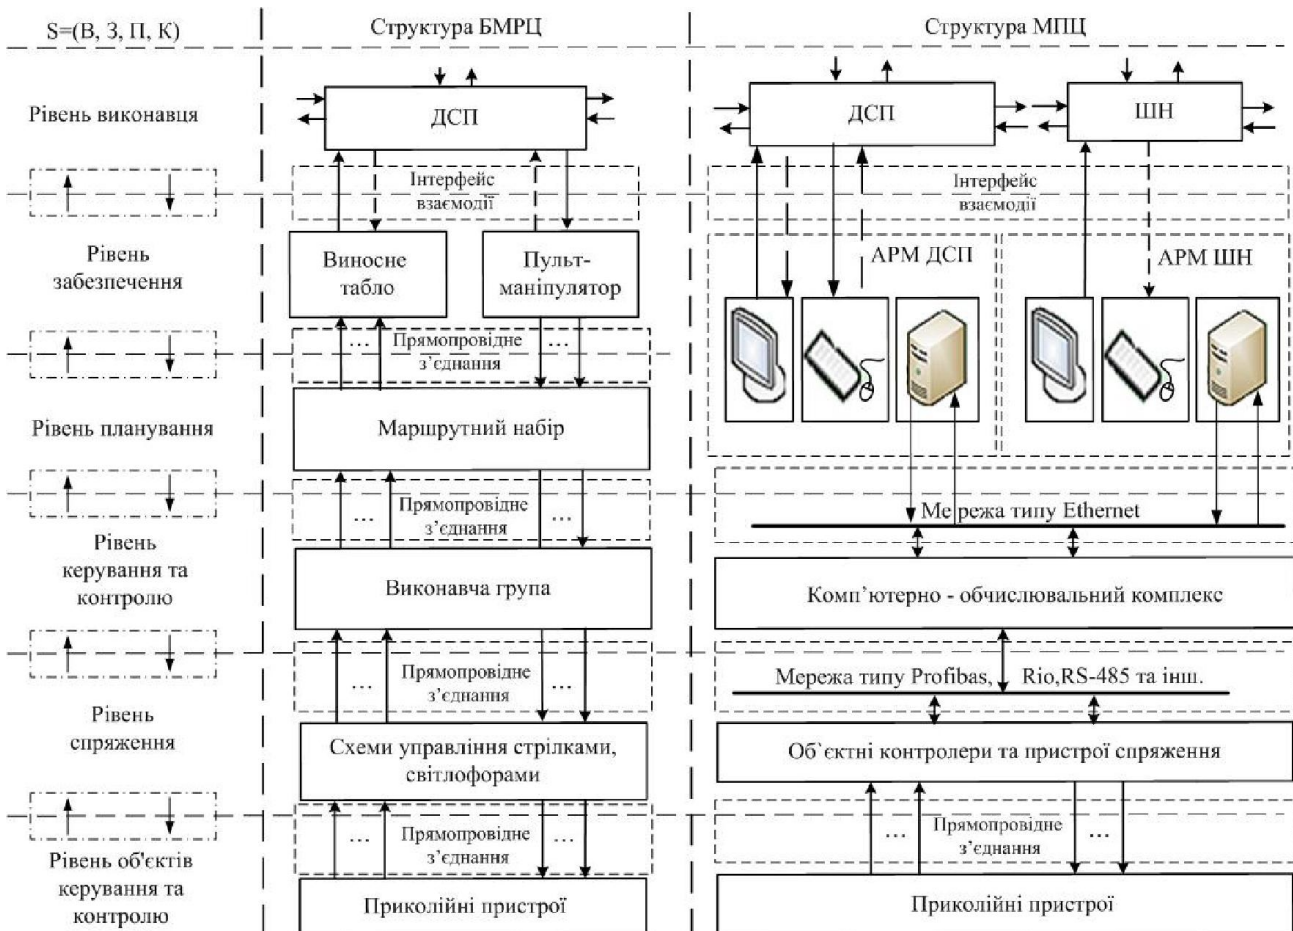 S=(В, З, П, К)
Структура БМРЦ
Структура МПЦ
Рівень виконавця
ДСП
ДСП
ШН
Інтерфейс
взаємодії
Інтерфейс
взаємодії
Рівень
забезпечення
Виносне
табло
Пульт-
маніпулятор
АРМ ДСП
АРМ ШН
...
Прямопровідне
з’єднання
...
Рівень планування
Маршрутний набір
...
Прямопровідне
з’єднання
...
Мережа типу Ethernet
Рівень
керування та
контролю
Виконавча група
Комп’ютерно - обчислювальний комплекс
...
Прямопровідне
з’єднання
...
Мережа типу Profibas, Rio,RS-485 та інш.
Рівень
спряження
Схеми управління стрілками,
світлофорами
Об`єктні контролери та пристрої спряження
...
Прямопровідне
з’єднання
...
...
Прямопровідне
з’єднання
...
Рівень об'єктів
керування та
контролю
Приколійні пристрої
Приколійні пристрої